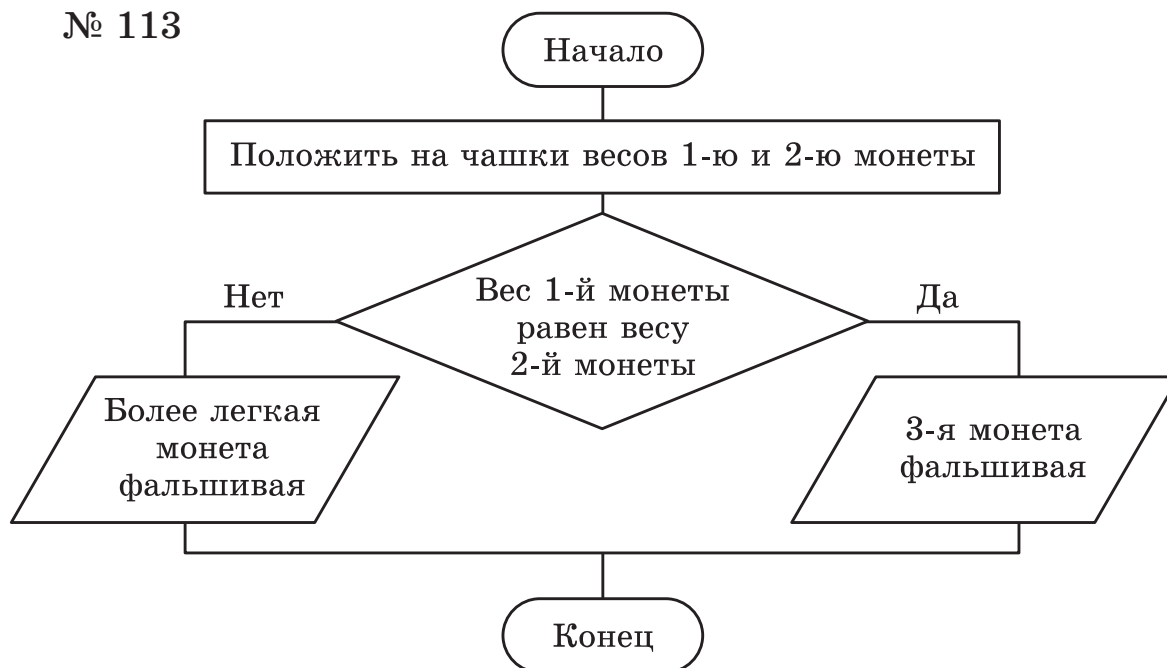 № 113
Начало
Положить на чашки весов 1-ю и 2-ю монеты
Вес 1-й монеты
равен весу
2-й монеты
Нет
Да
Более легкая
монета
фальшивая
3-я монета
фальшивая
Конец